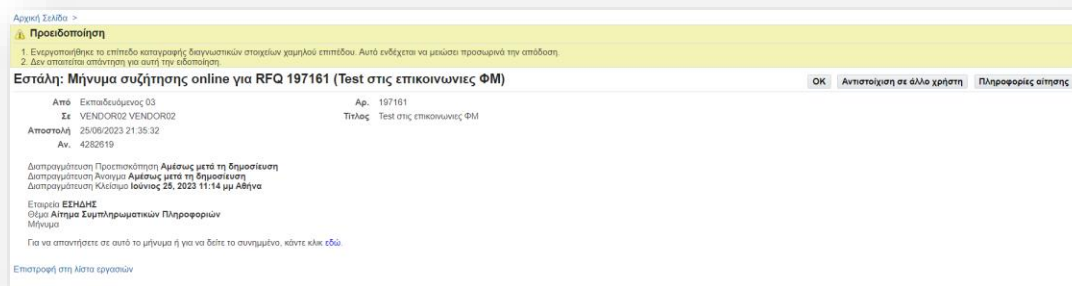 Αρχική Σελίδα >
Προειδοποίηση
1. Ενεργοποιήθηκε το επίπεδο καταγραφής διαγνωστικών στοιχείων χαμηλού επιπέδου. Αυτό ενδέχεται να μειώσει προσωρινά την απόδοση.
2. Δεν απαιτείται απάντηση για αυτή την ειδοποίηση.
Εστάλη: Μήνυμα συζήτησης online για RFQ 197161 (Test στις επικοινωνιες ΦΜ)
OK Αντιστοίχιση σε άλλο χρήστη Πληροφορίες αίτησης
Από Εκπαιδευόμενος 03 Αρ. 197161
Σε VENDOR02 VENDOR02 Τίτλος Test στις επικοινωνιες ΦΜ
Αποστολή 25/06/2023 21:35:32
Αν. 4282619
Διαπραγμάτευση Προεπισκόπηση Αμέσως μετά τη δημοσίευση
Διαπραγμάτευση Άνοιγμα Αμέσως μετά τη δημοσίευση
Διαπραγμάτευση Κλείσιμο Ιούνιος 25, 2023 11:14 μμ Αθήνα
Εταιρεία ΕΣΗΔΗΣ
Θέμα Αίτημα Συμπληρωματικών Πληροφοριών
Μήνυμα
Για να απαντήσετε σε αυτό το μήνυμα ή για να δείτε το συνημμένο, κάντε κλικ εδώ.
Επιστροφή στη λίστα εργασιών